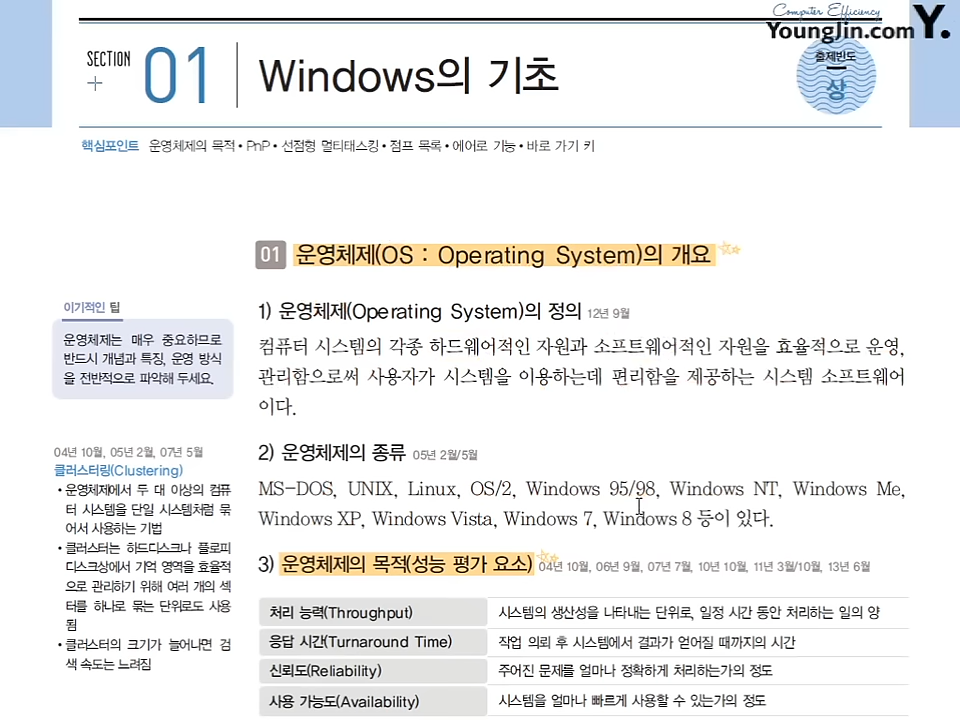 Computer Efficiency
YoungJin.com Y.
SECTION
01
Windows의 기초
출제빈도
상
핵심포인트 운영체제의 목적 • PnP • 선점형 멀티태스킹 • 점프 목록 • 에어로 기능 • 바로 가기 키
01 운영체제(OS : Operating System)의 개요
이기적인 팁
운영체제는 매우 중요하므로
반드시 개념과 특징, 운영 방식
을 전반적으로 파악해 두세요.
1) 운영체제(Operating System)의 정의 12년 9월
컴퓨터 시스템의 각종 하드웨어적인 자원과 소프트웨어적인 자원을 효율적으로 운영,
관리함으로써 사용자가 시스템을 이용하는데 편리함을 제공하는 시스템 소프트웨어
이다.
04년 10월, 05년 2월, 07년 5월
클러스터링(Clustering)
• 운영체제에서 두 대 이상의 컴퓨
터 시스템을 단일 시스템처럼 묶
어서 사용하는 기법
• 클러스터는 하드디스크나 플로피
디스크상에서 기억 영역을 효율적
으로 관리하기 위해 여러 개의 섹
터를 하나로 묶는 단위로도 사용
됨
• 클러스터의 크기가 늘어나면 검
색 속도는 느려짐
2) 운영체제의 종류 05년 2월/5월
MS-DOS, UNIX, Linux, OS/2, Windows 95/98, Windows NT, Windows Me,
Windows XP, Windows Vista, Windows 7, Windows 8 등이 있다.
3) 운영체제의 목적(성능 평가 요소) 04년 10월, 06년 9월, 07년 7월, 10년 10월, 11년 3월/10월, 13년 6월
처리 능력(Throughput) 시스템의 생산성을 나타내는 단위로, 일정 시간 동안 처리하는 일의 양
응답 시간(Turnaround Time) 작업 의뢰 후 시스템에서 결과가 얻어질 때까지의 시간
신뢰도(Reliability) 주어진 문제를 얼마나 정확하게 처리하는가의 정도
사용 가능도(Availability) 시스템을 얼마나 빠르게 사용할 수 있는가의 정도